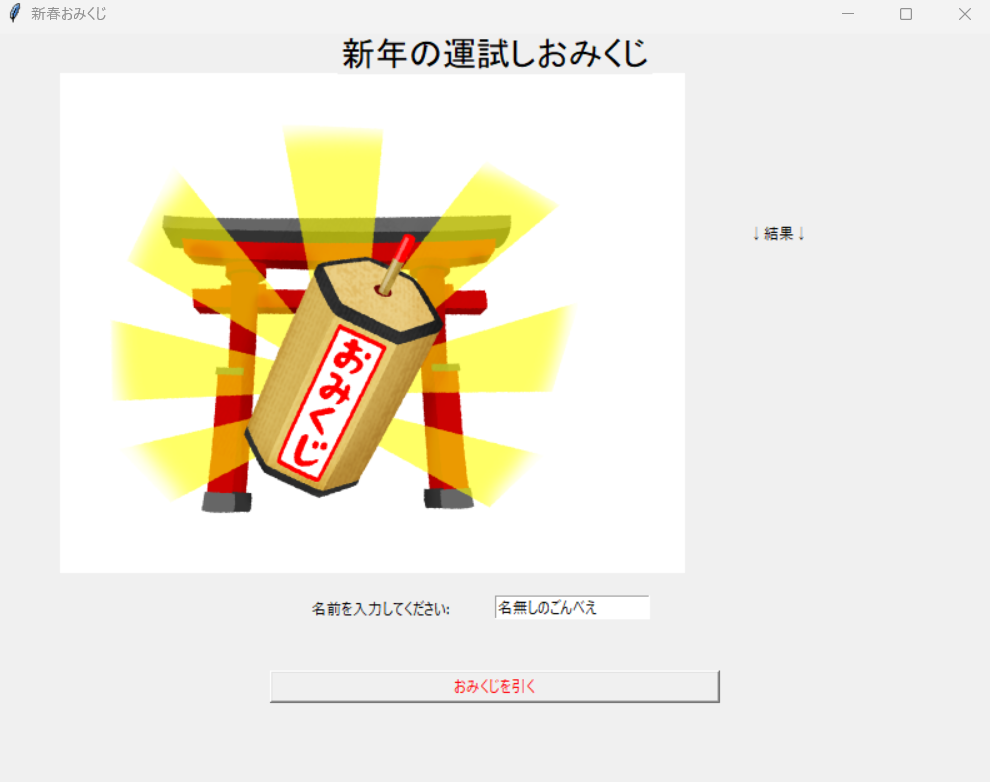 新春おみくじ
新年の運試しおみくじ
おみくじ
↓結果↓
名前を入力してください:
名無しのごんべえ
おみくじを引く